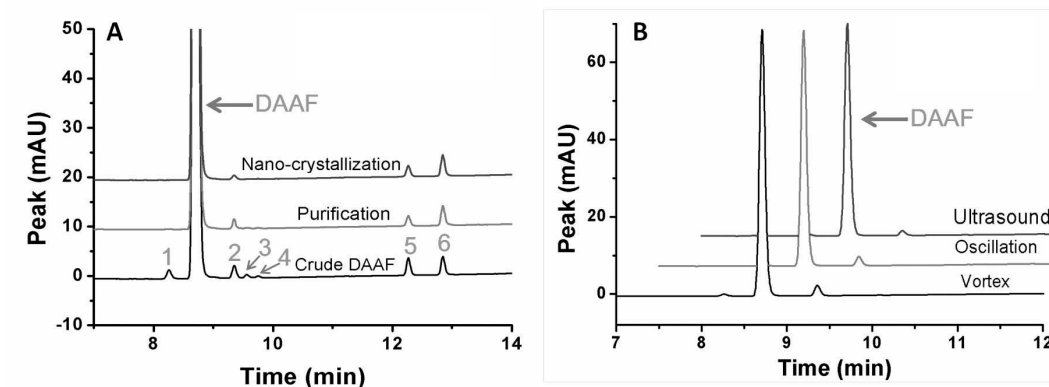 A
Peak (mAU)
50
40
30
20
10
0
-10
DAAF
Nano-crystallization
Purification
Crude DAAF
1
2
3
4
5
6
8
10
12
14
Time (min)
B
Peak (mAU)
60
40
20
0
DAAF
Ultrasound
Oscillation
Vortex
7
8
9
10
11
12
Time (min)